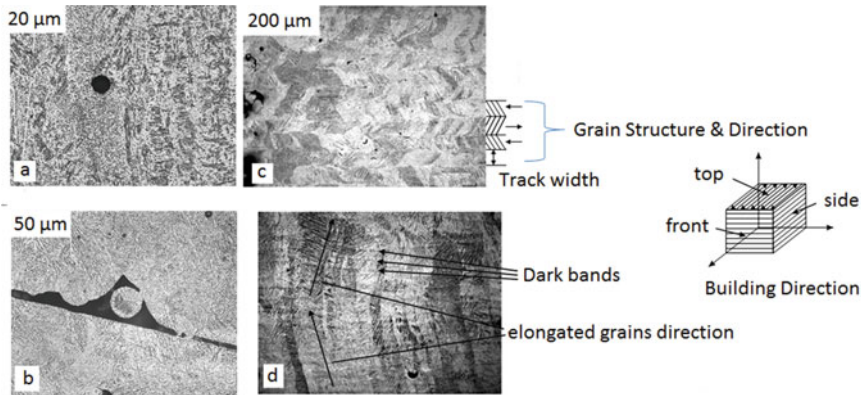 20 µm
a
200 µm
c
Grain Structure & Direction
Track width
top
side
front
Building Direction
50 µm
b
d
Dark bands
elongated grains direction